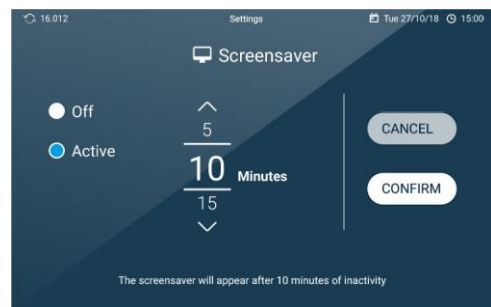 16.012
Settings
Tue 27/10/18
15:00
Screensaver
Off
Active
5
10 Minutes
15
CANCEL
CONFIRM
The screensaver will appear after 10 minutes of inactivity